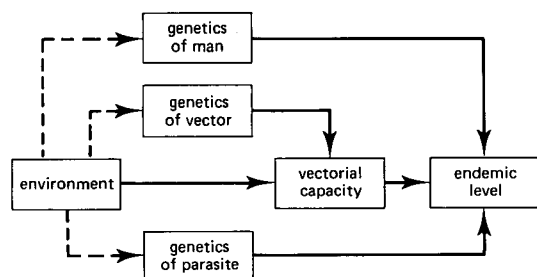 genetics
of man
genetics
of vector
environment
vectorial
capacity
endemic
level
genetics
of parasite